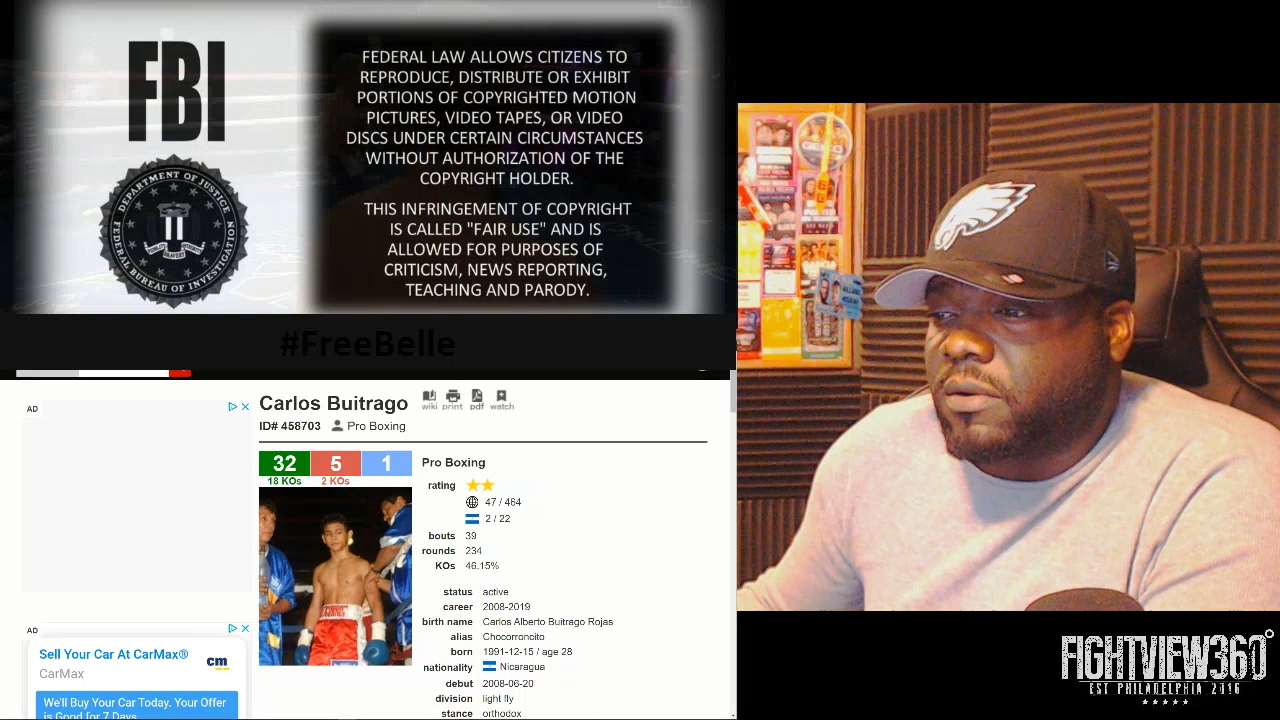 FBI
DEPARTMENT OF JUSTICE
FEDERAL BUREAU OF INVESTIGATION
FEDERAL LAW ALLOWS CITIZENS TO
REPRODUCE, DISTRIBUTE OR EXHIBIT
PORTIONS OF COPYRIGHTED MOTION
PICTURES, VIDEO TAPES, OR VIDEO
DISCS UNDER CERTAIN CIRCUMSTANCES
WITHOUT AUTHORIZATION OF THE
COPYRIGHT HOLDER.
THIS INFRINGEMENT OF COPYRIGHT
IS CALLED "FAIR USE" AND IS
ALLOWED FOR PURPOSES OF
CRITICISM, NEWS REPORTING,
TEACHING AND PARODY.
#FreeBelle
AD
Carlos Buitrago
wiki print pdf watch
ID# 458703 Pro Boxing
32 5 1
18 KOs 2 KOs
Pro Boxing
rating
47 / 464
2 / 22
bouts 39
rounds 234
KOs 46.15%
status active
career 2008-2019
birth name Carlos Alberto Buitrago Rojas
alias Chocorroncito
born 1991-12-15 / age 28
nationality Nicaragua
debut 2008-06-20
division light fly
stance orthodox
AD
Sell Your Car At CarMax®
CarMax
cm
We'll Buy Your Car Today. Your Offer
is Good for 7 Days.
FIGHTVIEW360°
EST PHILADELPHIA 2016